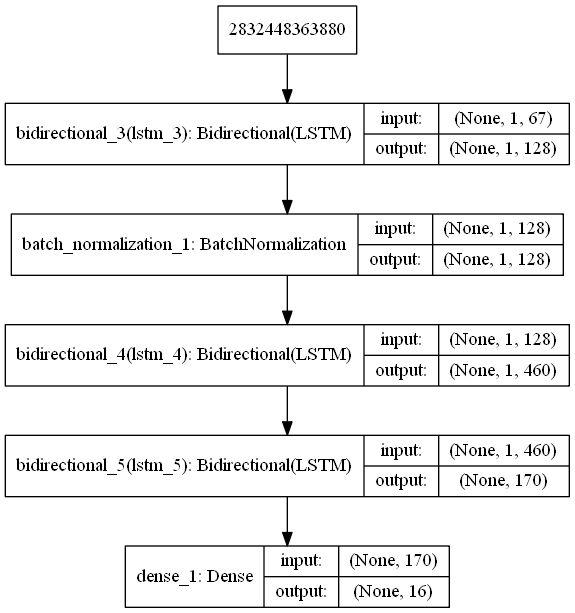 2832448363880
bidirectional_3(lstm_3): Bidirectional(LSTM)
input: (None, 1, 67)
output: (None, 1, 128)
batch_normalization_1: BatchNormalization
input: (None, 1, 128)
output: (None, 1, 128)
bidirectional_4(lstm_4): Bidirectional(LSTM)
input: (None, 1, 128)
output: (None, 1, 460)
bidirectional_5(lstm_5): Bidirectional(LSTM)
input: (None, 1, 460)
output: (None, 170)
dense_1: Dense
input: (None, 170)
output: (None, 16)